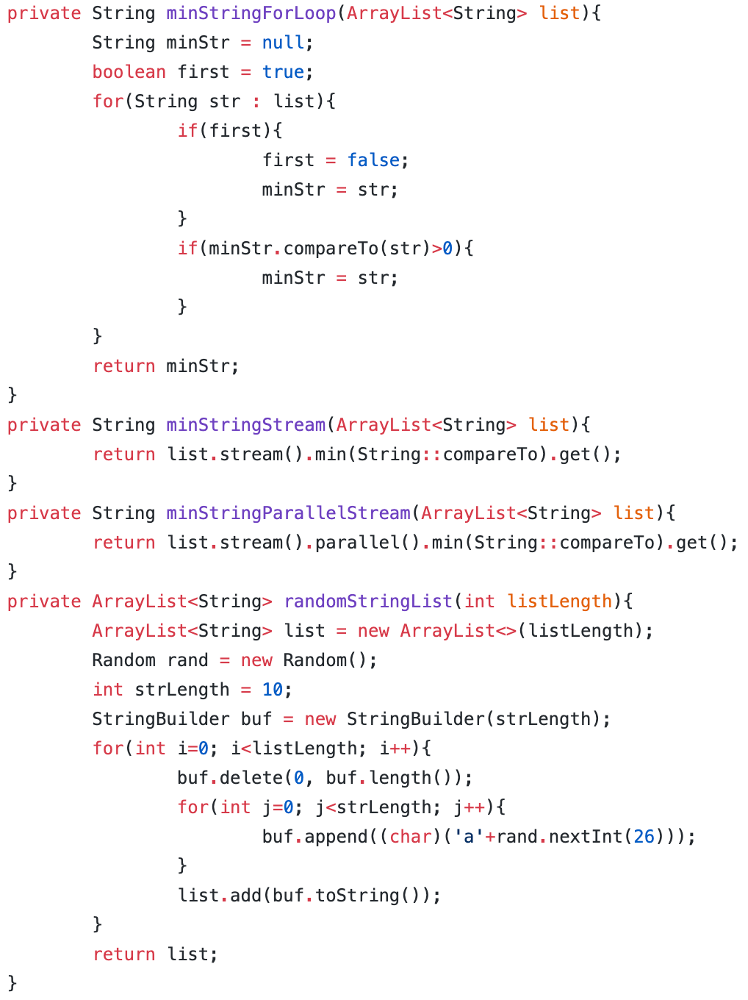 private String minStringForLoop(ArrayList<String> list){
        String minStr = null;
        boolean first = true;
        for(String str : list){
                if(first){
                        first = false;
                        minStr = str;
                }
                if(minStr.compareTo(str)>0){
                        minStr = str;
                }
        }
        return minStr;
}
private String minStringStream(ArrayList<String> list){
        return list.stream().min(String::compareTo).get();
}
private String minStringParallelStream(ArrayList<String> list){
        return list.stream().parallel().min(String::compareTo).get();
}
private ArrayList<String> randomStringList(int listLength){
        ArrayList<String> list = new ArrayList<>(listLength);
        Random rand = new Random();
        int strLength = 10;
        StringBuilder buf = new StringBuilder(strLength);
        for(int i=0; i<listLength; i++){
                buf.delete(0, buf.length());
                for(int j=0; j<strLength; j++){
                        buf.append((char)('a'+rand.nextInt(26)));
                }
                list.add(buf.toString());
        }
        return list;
}